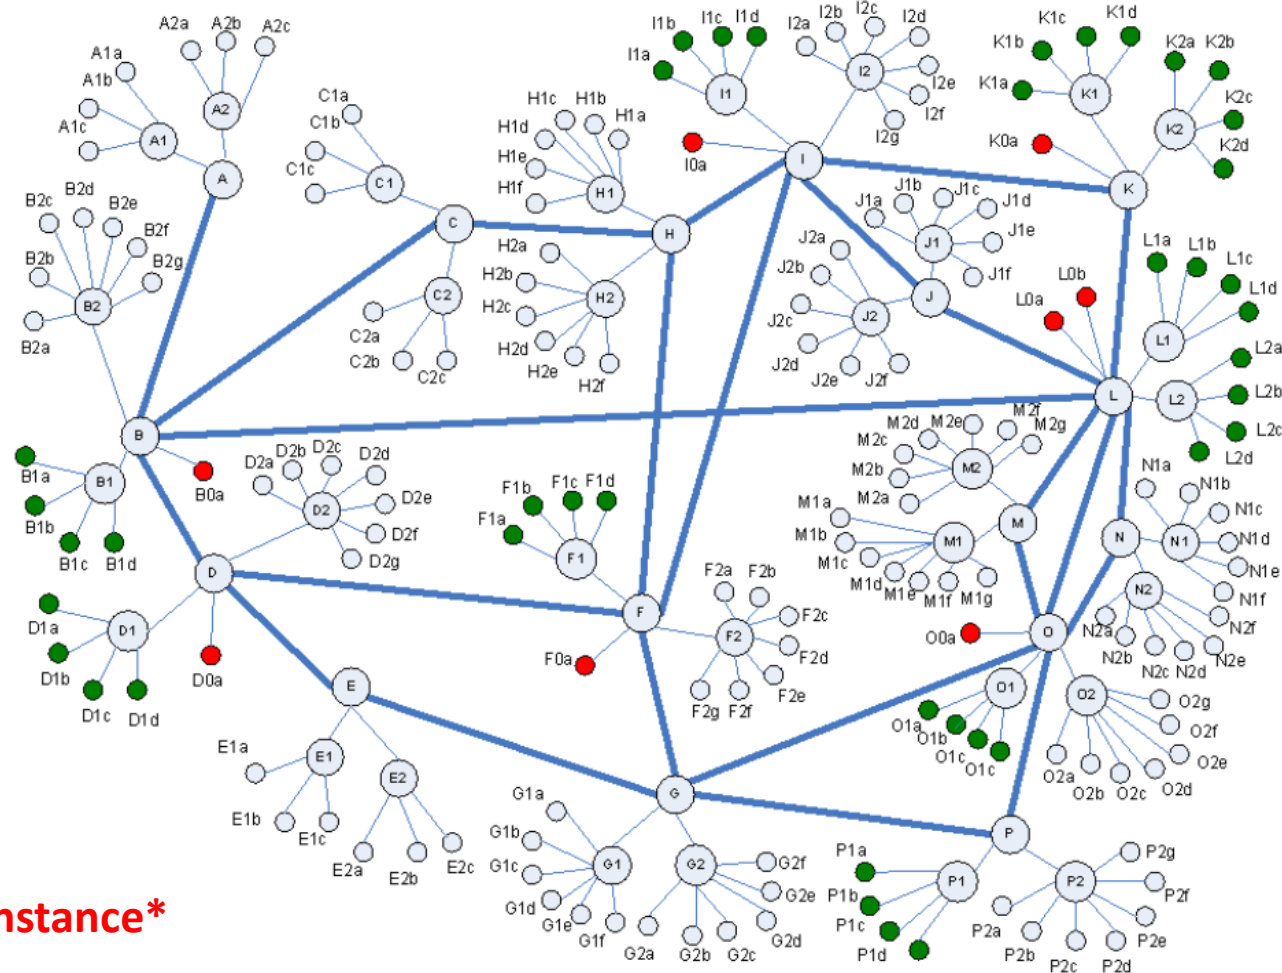 A2a A2b A2c
A1a
A1b
A1c
A2
A1
A
C1a
C1b
C1c
C1
C
C2
C2a
C2b
C2c
B2d
B2c
B2e
B2f
B2b
B2g
B2
B2a
B
B1a
B1
B1b
B1c
B1d
B0a
D2c
D2b
D2a
D2d
D2
D2e
D2f
D2g
D
D1a
D1
D1b
D1c
D1d
D0a
H1c
H1b
H1d
H1a
H1e
H1f
H1
H
H2a
H2b
H2
H2c
H2d
H2e
H2f
I1b I1c I1d
I1a
I1
I0a
I
I2b I2c
I2a
I2d
I2
I2e
I2f
I2g
K1c K1d
K1b
K1a
K1
K0a
K2a
K2b
K2c
K2
K2d
K
J1b J1c
J1a
J1d
J1
J1e
J1f
J2a
J2b
J2c
J2
J2d
J2e J2f
J
L0b
L0a
L1a
L1b
L1c
L1d
L1
L2a
L2b
L2
L2c
L2d
L
M2f
M2e
M2d
M2g
M2c
M2b
M2
M2a
M1a
M1b
M1
M
M1c
M1d
M1e
M1f
M1g
N1a
N1b
N1c
N1d
N1
N
N1e
N1f
N2
N2f
N2a
N2b
N2c
N2d
N2e
F1c F1d
F1b
F1a
F1
F2a F2b
F2c
F
F2
F2d
F0a
F2e
F2g F2f
E
E1a
E1
E2
E1b
E1c
E2a
E2b
E2c
O0a
O
O1
O2
O2g
O1a
O1b
O1c
O1c
O2f
O2e
O2a
O2b
O2c
O2d
G
G1a
G1b
G1c
G1
G2
G2f
G1d
G1e
G1f
G2e
G2a
G2b
G2c
G2d
P
P1a
P1b
P1
P1c
P1d
P2
P2g
P2f
P2e
P2a
P2b
P2c
P2d
nstance*